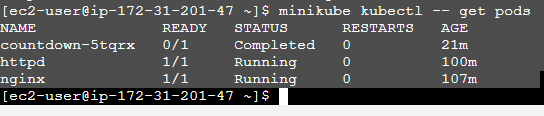 [ec2-user@ip-172-31-201-47 ~]$ minikube kubectl -- get pods
NAME READY STATUS RESTARTS AGE
countdown-5tqrx 0/1 Completed 0 21m
httpd 1/1 Running 0 100m
nginx 1/1 Running 0 107m
[ec2-user@ip-172-31-201-47 ~]$